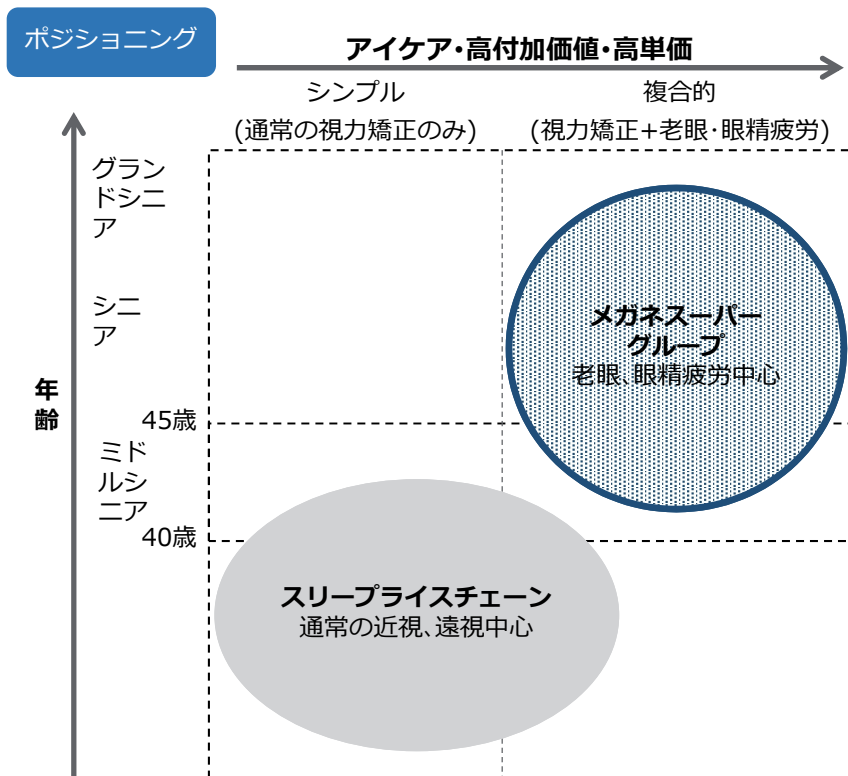 ポジショニング
アイケア・高付加価値・高単価
シンプル
(通常の視力矯正のみ)
複合的
(視力矯正+老眼・眼精疲労)
グラン
ドシニ
ア
シニ
ア
年
齢
45歳
ミド
ルシ
ニア
40歳
メガネスーパー
グループ
老眼、眼精疲労中心
スリープライスチェーン
通常の近視、遠視中心